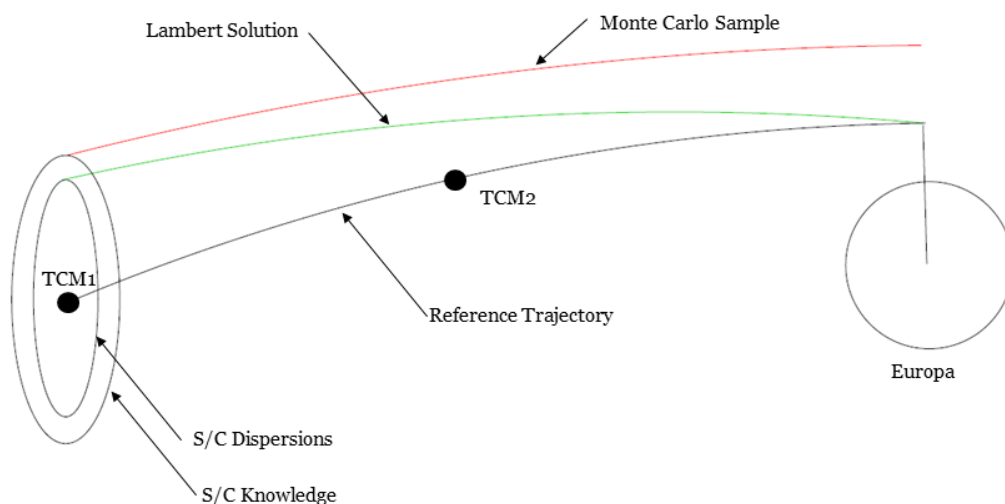 Monte Carlo Sample
Lambert Solution
TCM2
TCM1
Reference Trajectory
Europa
S/C Dispersions
S/C Knowledge